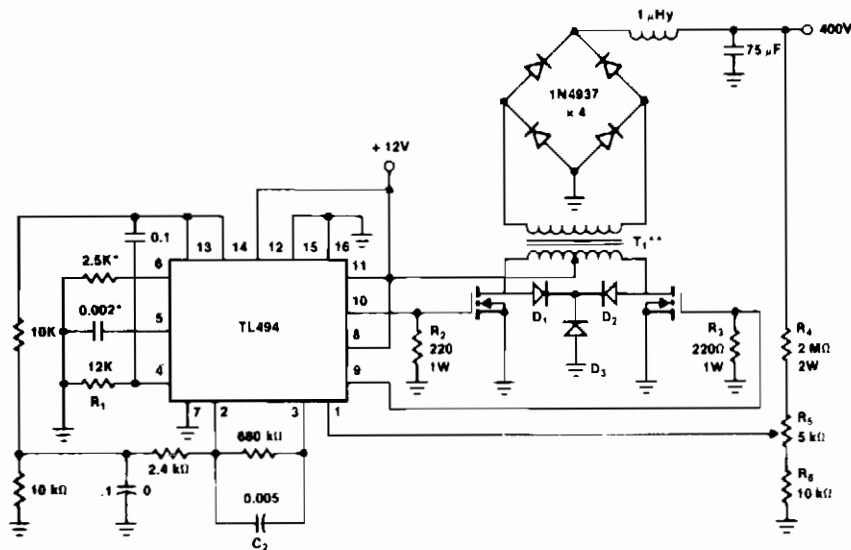 1 μHy
400V
75 μF
1N4937
× 4
+ 12V
T1**
0.1
13
14
12
15
16
2.5K*
6
11
0.002*
5
10
10K
TL494
8
12K
R1
4
9
7
2
3
1
R2
220
1W
D1
D2
D3
R3
220Ω
1W
R4
2 MΩ
2W
R5
5 kΩ
R6
10 kΩ
680 kΩ
2.4 kΩ
10 kΩ
.1
0
0.005
C2